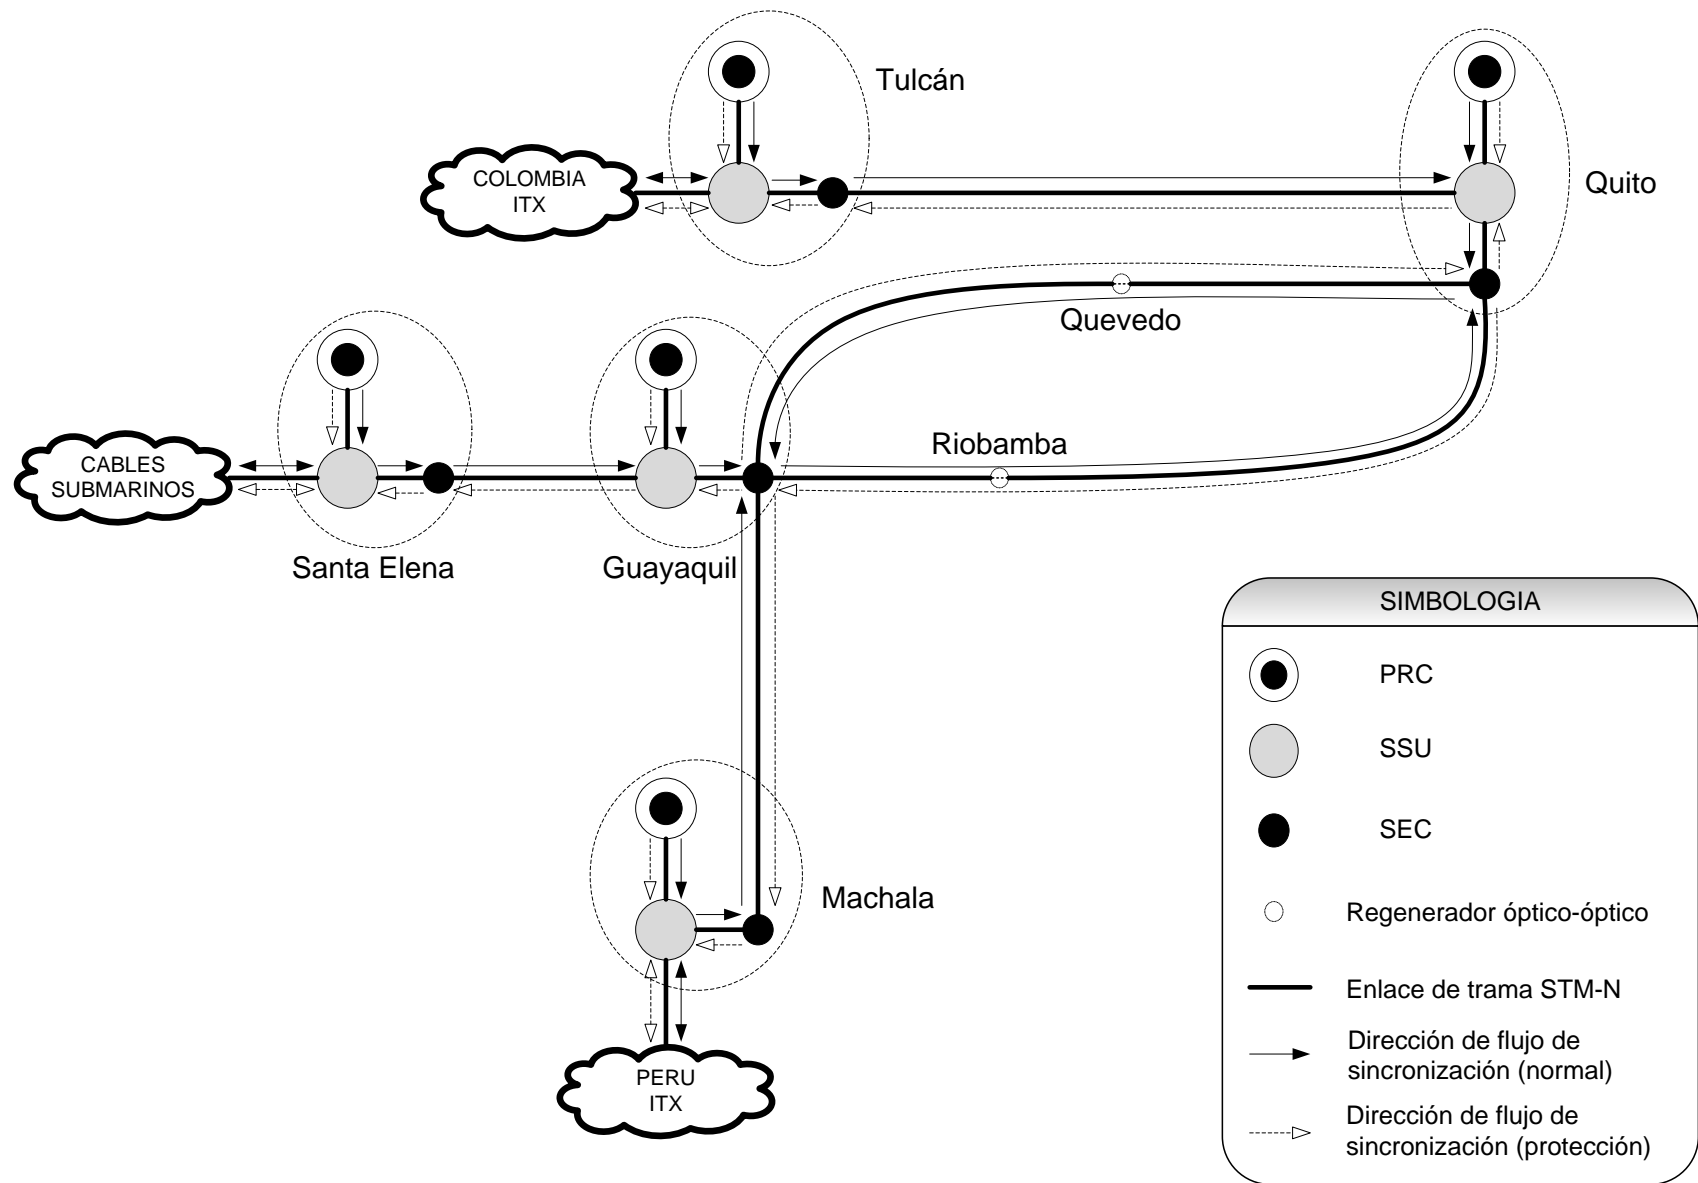 Tulcán
COLOMBIA
ITX
Quito
Quevedo
Riobamba
CABLES
SUBMARINOS
Santa Elena
Guayaquil
Machala
PERU
ITX
SIMBOLOGIA
PRC
SSU
SEC
Regenerador óptico-óptico
Enlace de trama STM-N
Dirección de flujo de
sincronización (normal)
Dirección de flujo de
sincronización (protección)